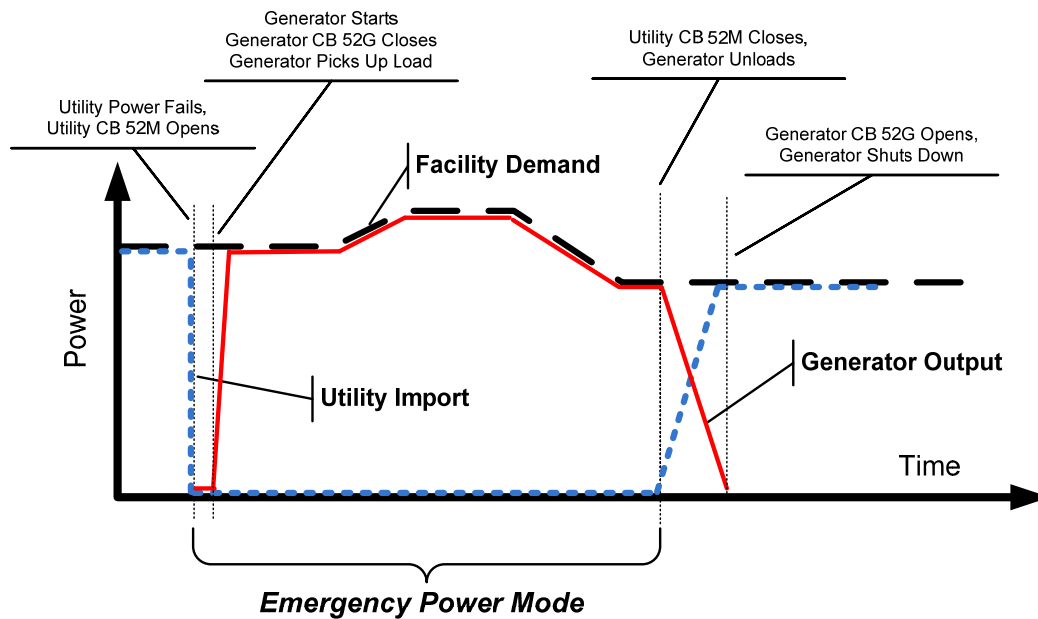 Generator Starts
Generator CB 52G Closes
Generator Picks Up Load
Utility CB 52M Closes,
Generator Unloads
Utility Power Fails,
Utility CB 52M Opens
Generator CB 52G Opens,
Generator Shuts Down
Facility Demand
Power
Utility Import
Generator Output
Time
Emergency Power Mode